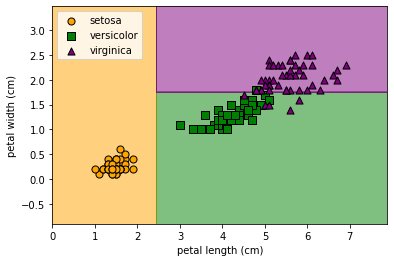 setosa
versicolor
virginica
3.0
2.5
2.0
1.5
1.0
0.5
0.0
−0.5
petal width (cm)
0 1 2 3 4 5 6 7
petal length (cm)